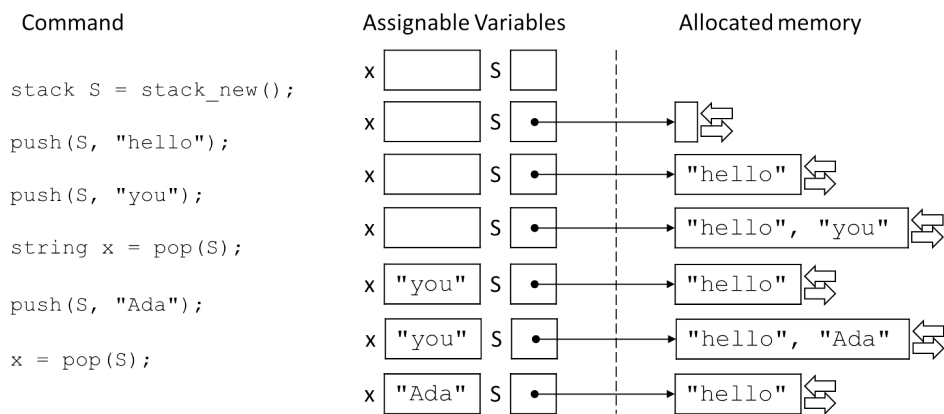 Command Assignable Variables Allocated memory
x S
stack S = stack_new();
x S
push(S, "hello");
x S "hello"
push(S, "you");
x S "hello", "you"
string x = pop(S);
x "you" S "hello"
push(S, "Ada");
x "you" S "hello", "Ada"
x = pop(S);
x "Ada" S "hello"